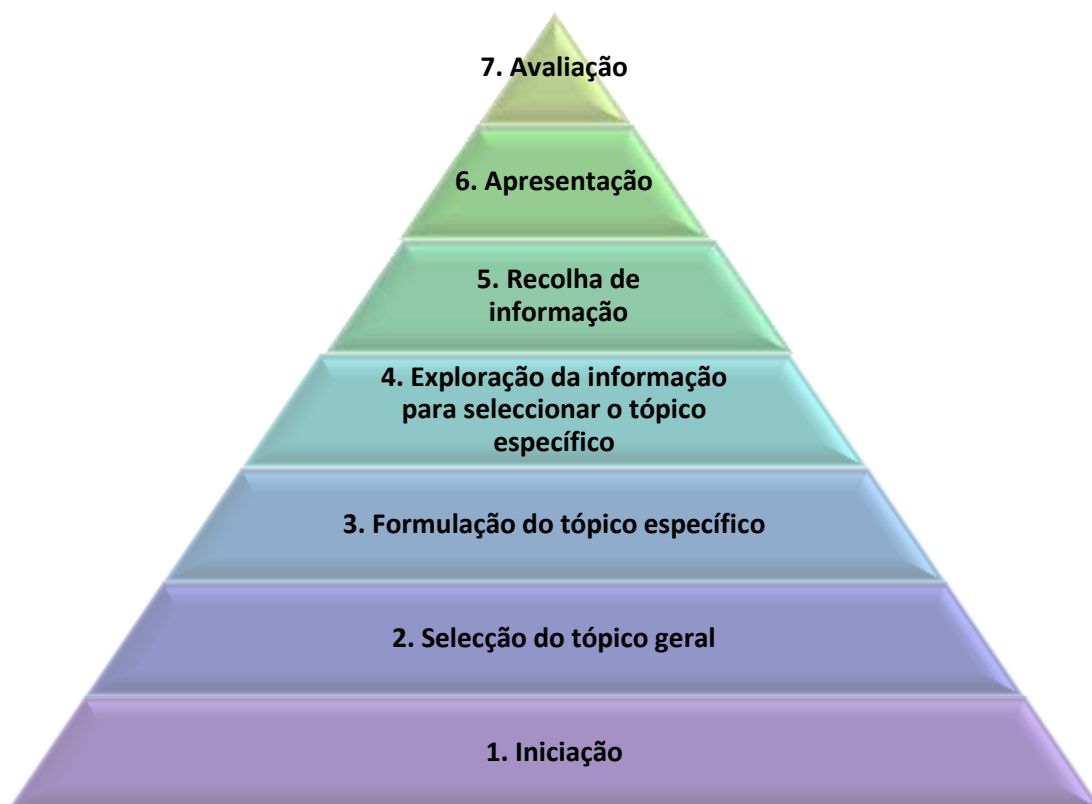 7. Avaliação
6. Apresentação
5. Recolha de
informação
4. Exploração da informação
para seleccionar o tópico
específico
3. Formulação do tópico específico
2. Selecção do tópico geral
1. Iniciação